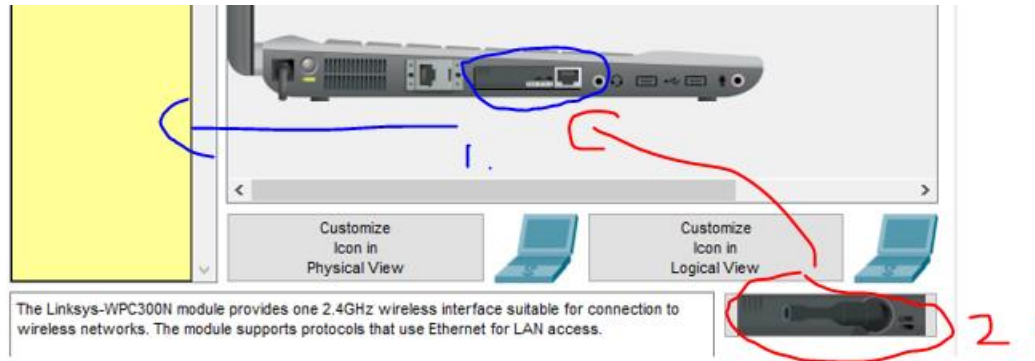 1.
Customize
Icon in
Physical View
Customize
Icon in
Logical View
The Linksys-WPC300N module provides one 2.4GHz wireless interface suitable for connection to
wireless networks. The module supports protocols that use Ethernet for LAN access.
2